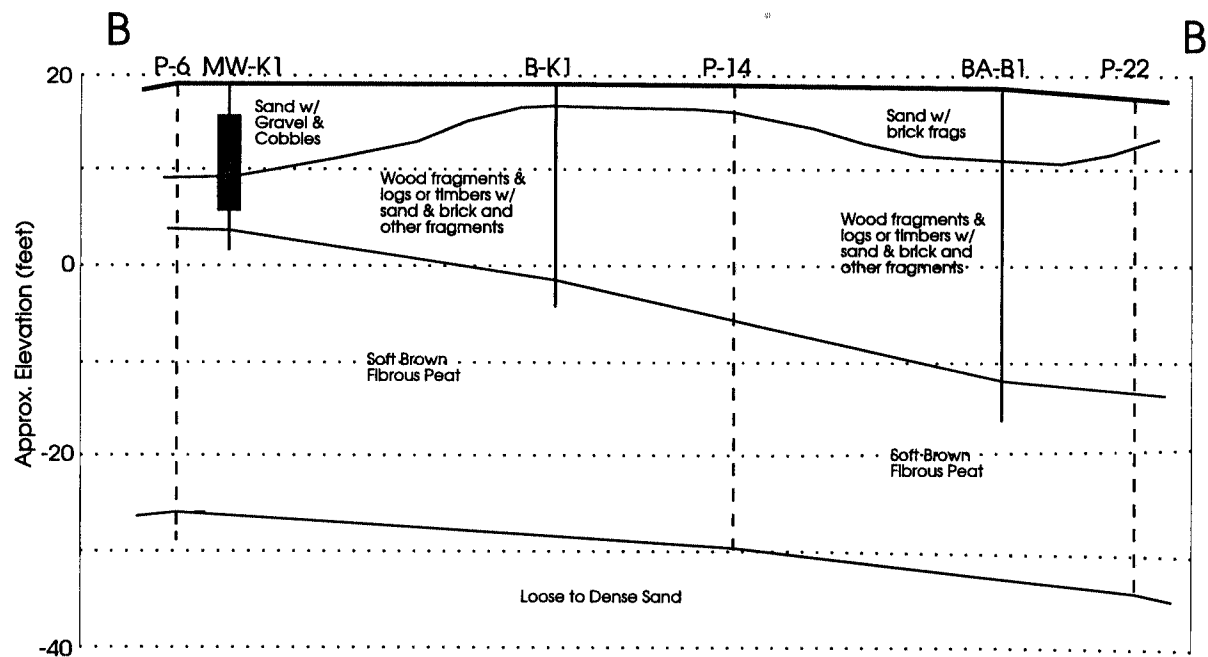 B B
P-6 MW-K1 B-K1 P-14 BA-B1 P-22
20
Sand w/
Gravel &
Cobbles
Sand w/
brick frags
10
Wood fragments &
logs or timbers w/
sand & brick and
other fragments
Wood fragments &
logs or timbers w/
sand & brick and
other fragments
0
Approx. Elevation (feet)
Soft Brown
Fibrous Peat
-20
Soft Brown
Fibrous Peat
Loose to Dense Sand
-40